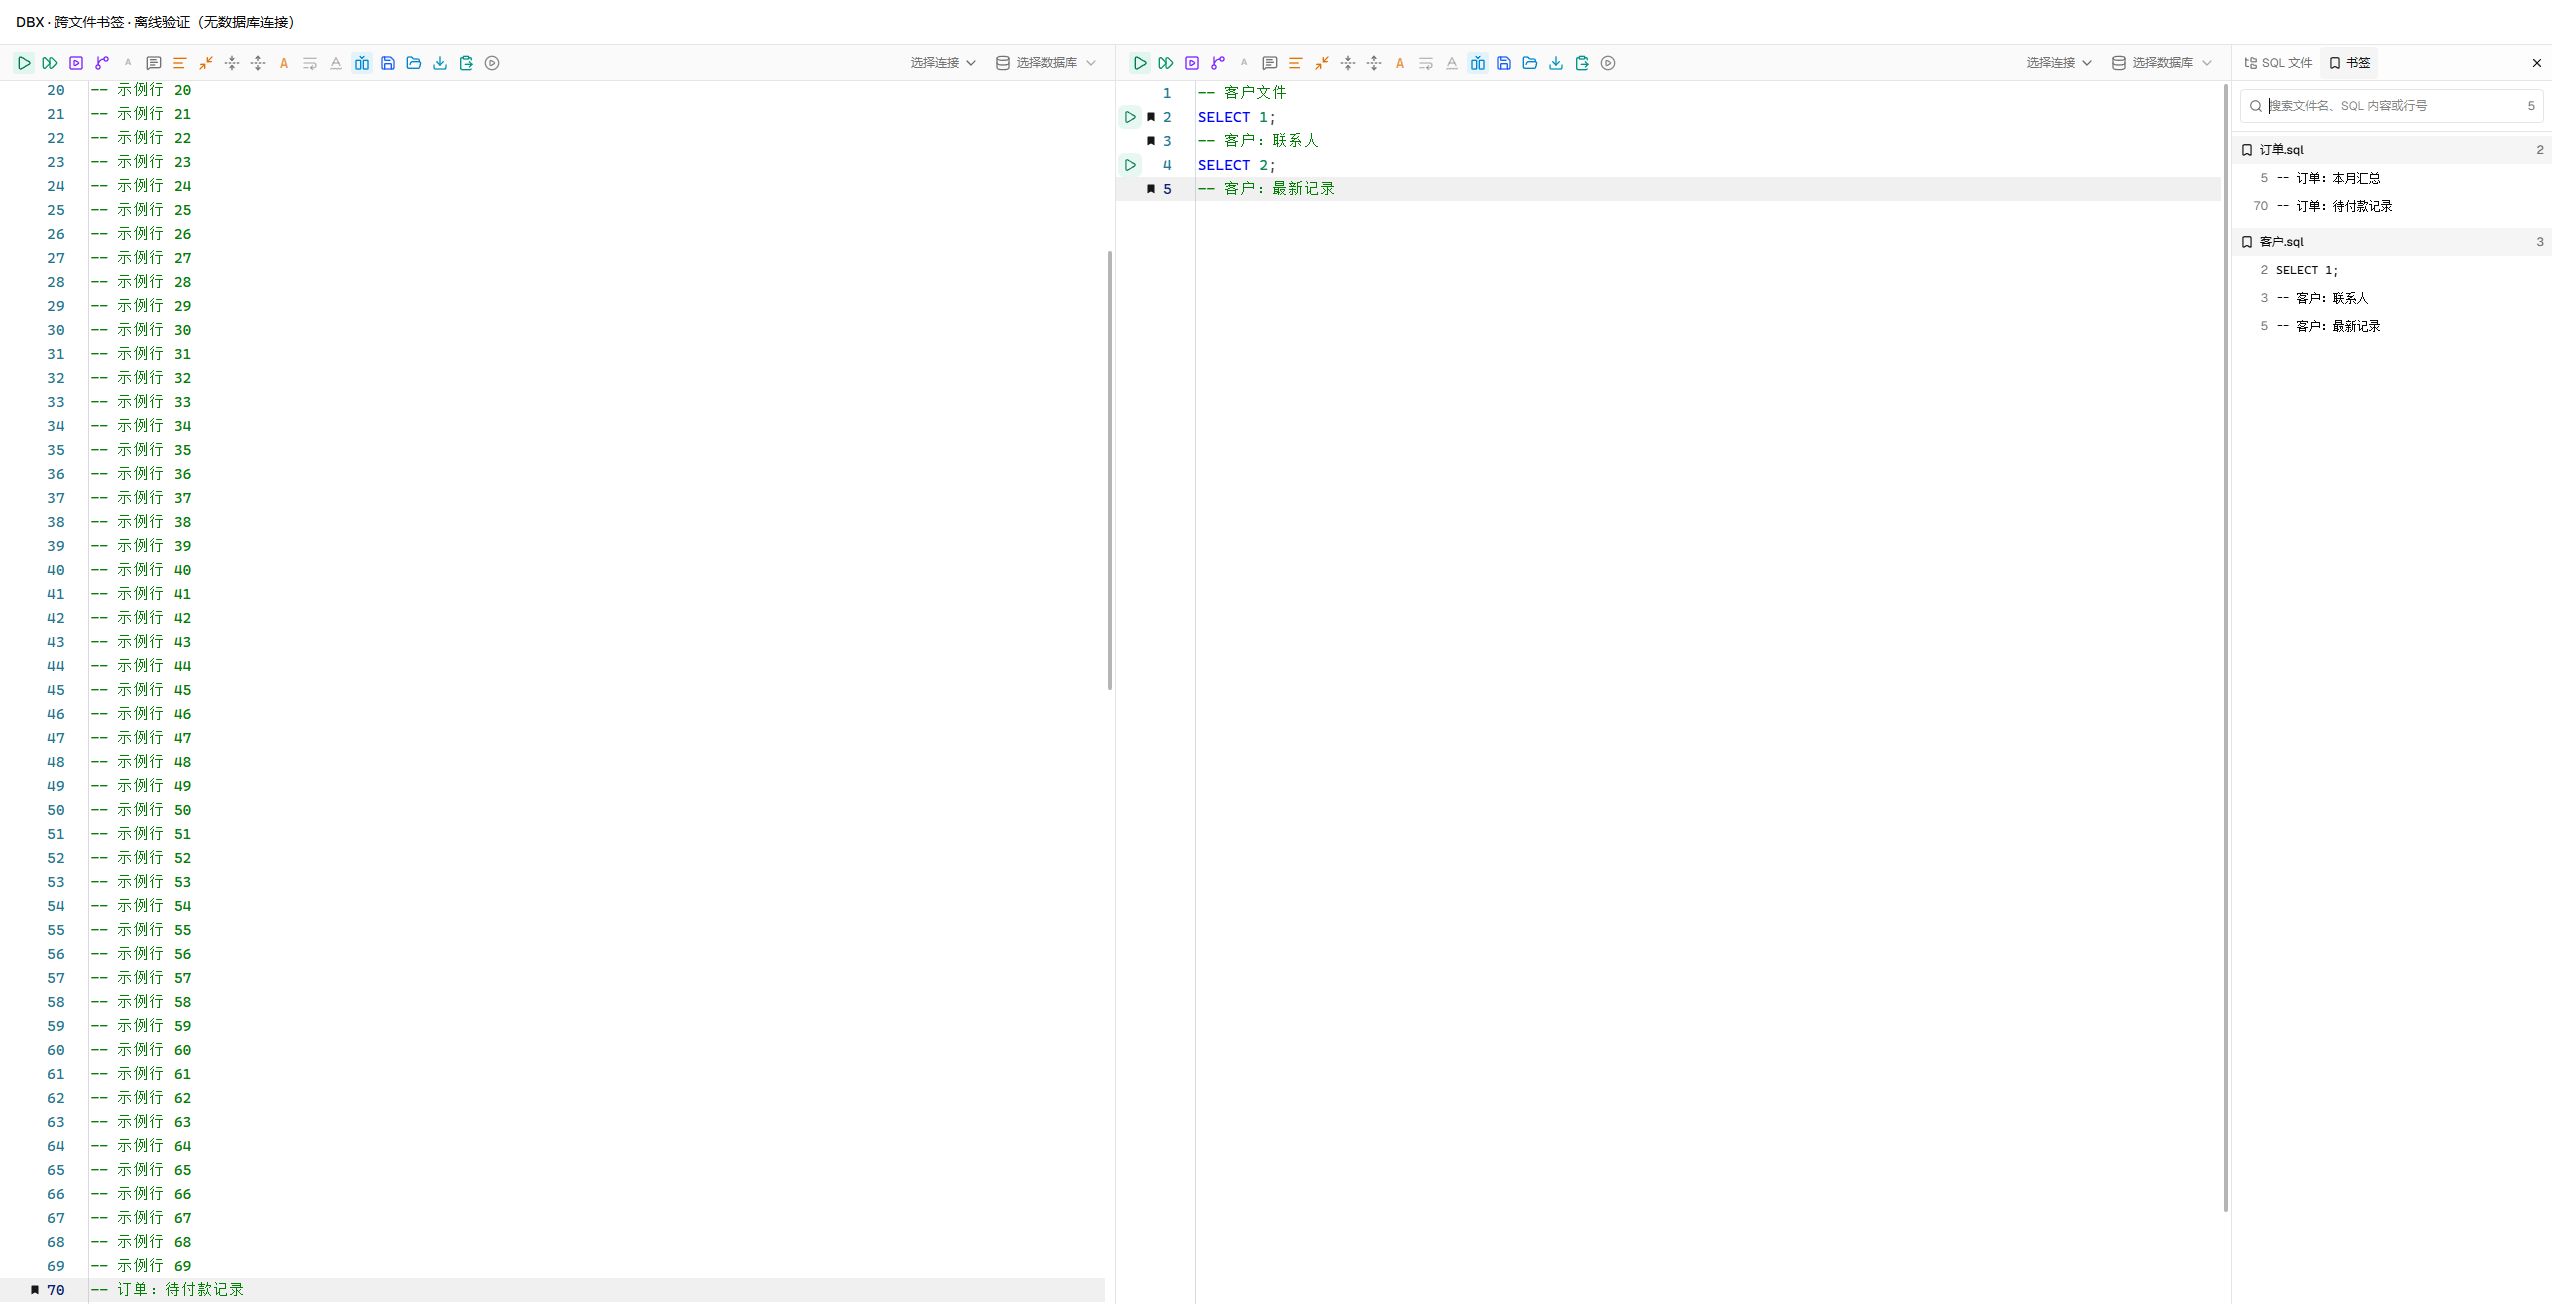 DBX · 跨文件书签 · 离线验证（无数据库连接）
选择连接 选择数据库
20 -- 示例行 20
21 -- 示例行 21
22 -- 示例行 22
23 -- 示例行 23
24 -- 示例行 24
25 -- 示例行 25
26 -- 示例行 26
27 -- 示例行 27
28 -- 示例行 28
29 -- 示例行 29
30 -- 示例行 30
31 -- 示例行 31
32 -- 示例行 32
33 -- 示例行 33
34 -- 示例行 34
35 -- 示例行 35
36 -- 示例行 36
37 -- 示例行 37
38 -- 示例行 38
39 -- 示例行 39
40 -- 示例行 40
41 -- 示例行 41
42 -- 示例行 42
43 -- 示例行 43
44 -- 示例行 44
45 -- 示例行 45
46 -- 示例行 46
47 -- 示例行 47
48 -- 示例行 48
49 -- 示例行 49
50 -- 示例行 50
51 -- 示例行 51
52 -- 示例行 52
53 -- 示例行 53
54 -- 示例行 54
55 -- 示例行 55
56 -- 示例行 56
57 -- 示例行 57
58 -- 示例行 58
59 -- 示例行 59
60 -- 示例行 60
61 -- 示例行 61
62 -- 示例行 62
63 -- 示例行 63
64 -- 示例行 64
65 -- 示例行 65
66 -- 示例行 66
67 -- 示例行 67
68 -- 示例行 68
69 -- 示例行 69
70 -- 订单：待付款记录
选择连接 选择数据库
1 -- 客户文件
2 SELECT 1;
3 -- 客户：联系人
4 SELECT 2;
5 -- 客户：最新记录
SQL 文件 书签
搜索文件名、SQL 内容或行号 5
订单.sql 2
5 -- 订单：本月汇总
70 -- 订单：待付款记录
客户.sql 3
2 SELECT 1;
3 -- 客户：联系人
5 -- 客户：最新记录